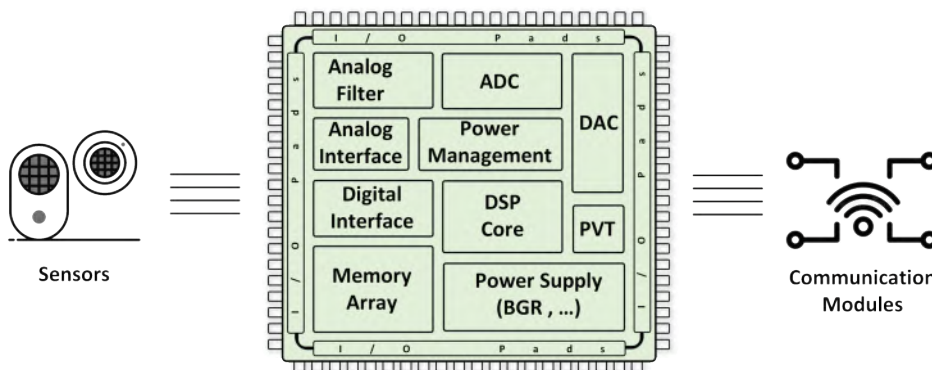 I / O P a d s
Analog
Filter
ADC
DAC
Analog
Interface
Power
Management
Digital
Interface
DSP
Core
PVT
Memory
Array
Power Supply
(BGR , ...)
I / O P a d s
I / O P a d s
I / O P a d s
Sensors
Communication
Modules